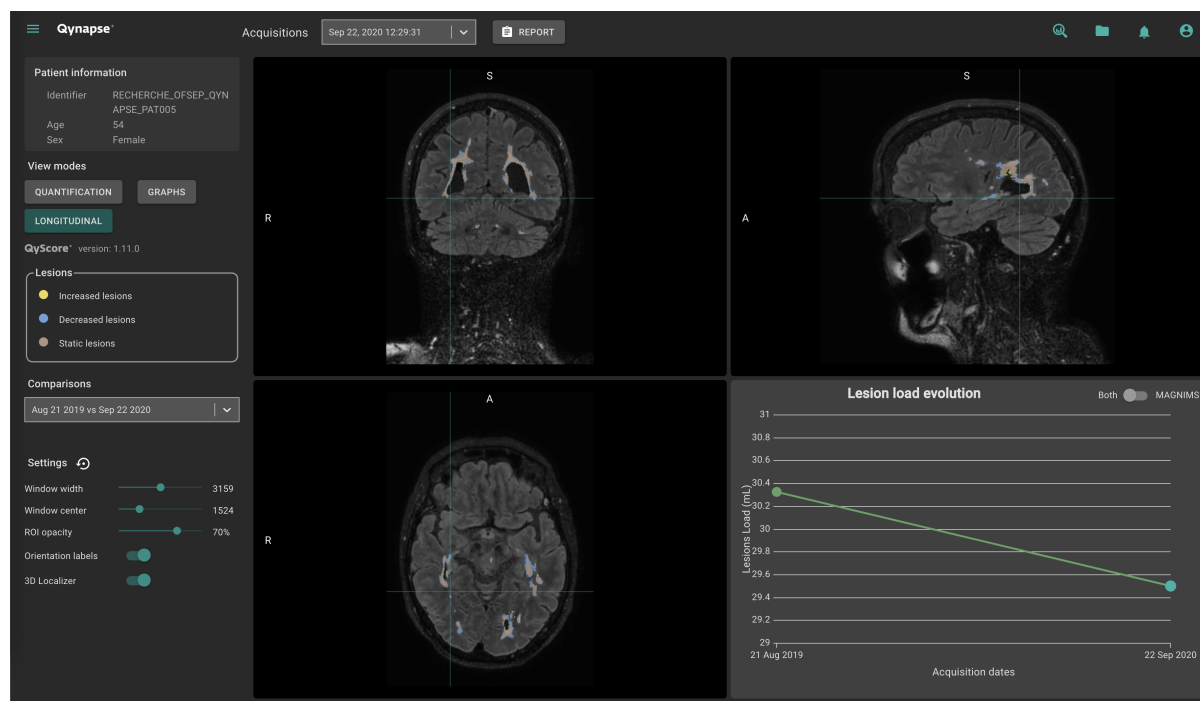 Qynapse+
Acquisitions
Sep 22, 2020 12:29:31
REPORT
Patient information
Identifier RECHERCHE_OFSEP_QYN
APSE_PAT005
Age 54
Sex Female
View modes
QUANTIFICATION GRAPHS
LONGITUDINAL
QyScore+ version: 1.11.0
Lesions
Increased lesions
Decreased lesions
Static lesions
Comparisons
Aug 21 2019 vs Sep 22 2020
Settings
Window width 3159
Window center 1524
ROI opacity 70%
Orientation labels
3D Localizer
S
R
S
A
A
R
Lesion load evolution
Both MAGNIMS
Lesions Load (mL)
31
30.8
30.6
30.4
30.2
30
29.8
29.6
29.4
29.2
29
21 Aug 2019 22 Sep 2020
Acquisition dates